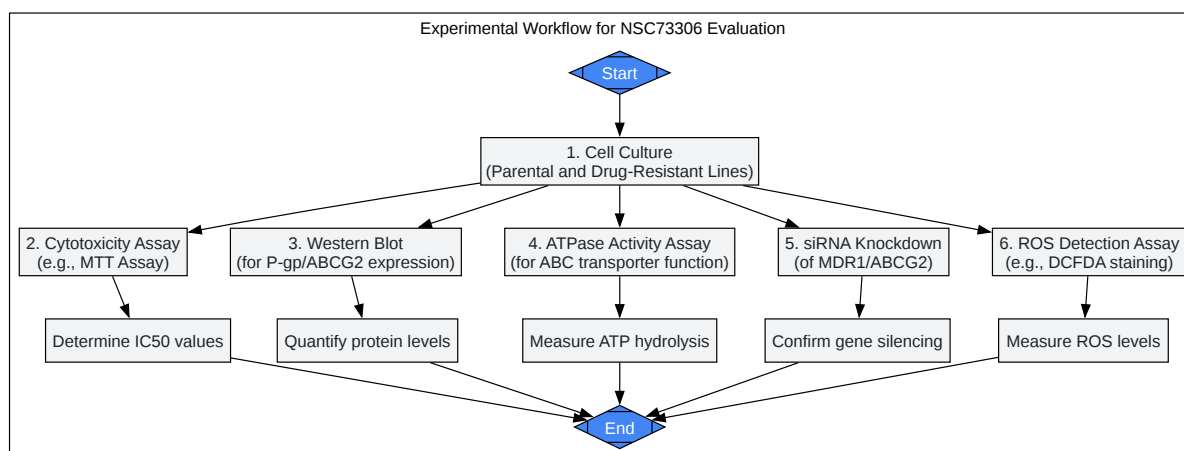 Experimental Workflow for NSC73306 Evaluation
Start
1. Cell Culture
(Parental and Drug-Resistant Lines)
2. Cytotoxicity Assay
(e.g., MTT Assay)
3. Western Blot
(for P-gp/ABCG2 expression)
4. ATPase Activity Assay
(for ABC transporter function)
5. siRNA Knockdown
(of MDR1/ABCG2)
6. ROS Detection Assay
(e.g., DCFDA staining)
Determine IC50 values
Quantify protein levels
Measure ATP hydrolysis
Confirm gene silencing
Measure ROS levels
End